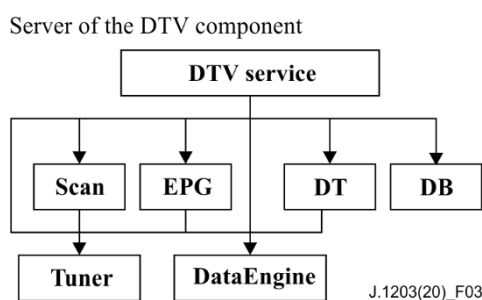 Server of the DTV component
DTV service
Scan EPG DT DB
Tuner DataEngine
J.1203(20)_F03